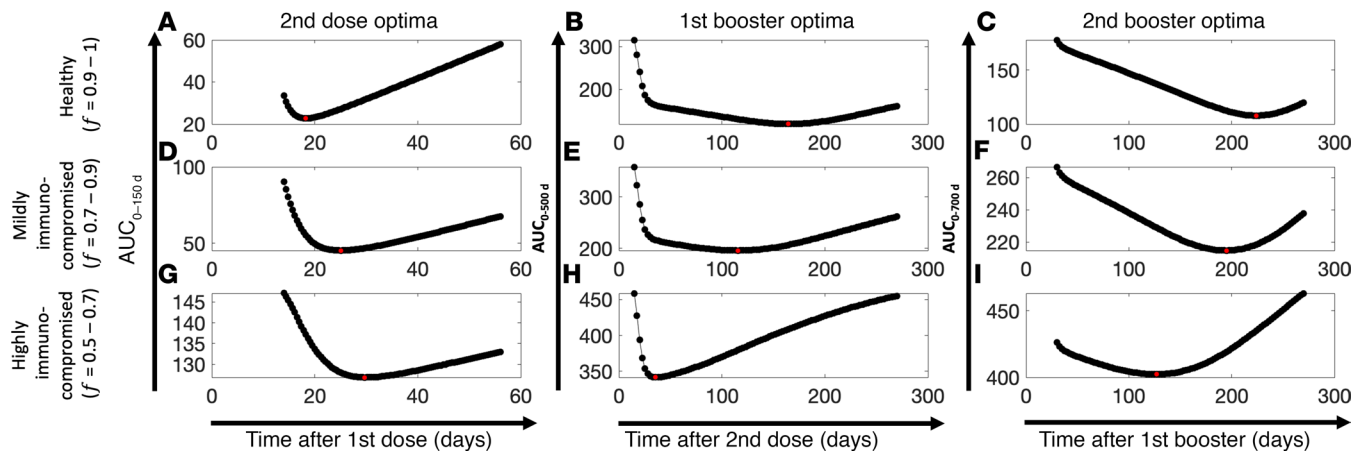 A 2nd dose optima
B 1st booster optima
C 2nd booster optima
Healthy
(f = 0.9 – 1)
AUC0–150 d
60
40
20
0 20 40 60
AUC0-500 d
300
200
0 100 200 300
AUC0-700 d
150
100
0 100 200 300
Mildly
immuno-
compromised
(f = 0.7 – 0.9)
D
100
50
0 20 40 60
E
300
200
0 100 200 300
F
260
240
220
0 100 200 300
Highly
immuno-
compromised
(f = 0.5 – 0.7)
G
145
140
135
130
0 20 40 60
H
450
400
350
0 100 200 300
I
450
400
0 100 200 300
Time after 1st dose (days)
Time after 2nd dose (days)
Time after 1st booster (days)